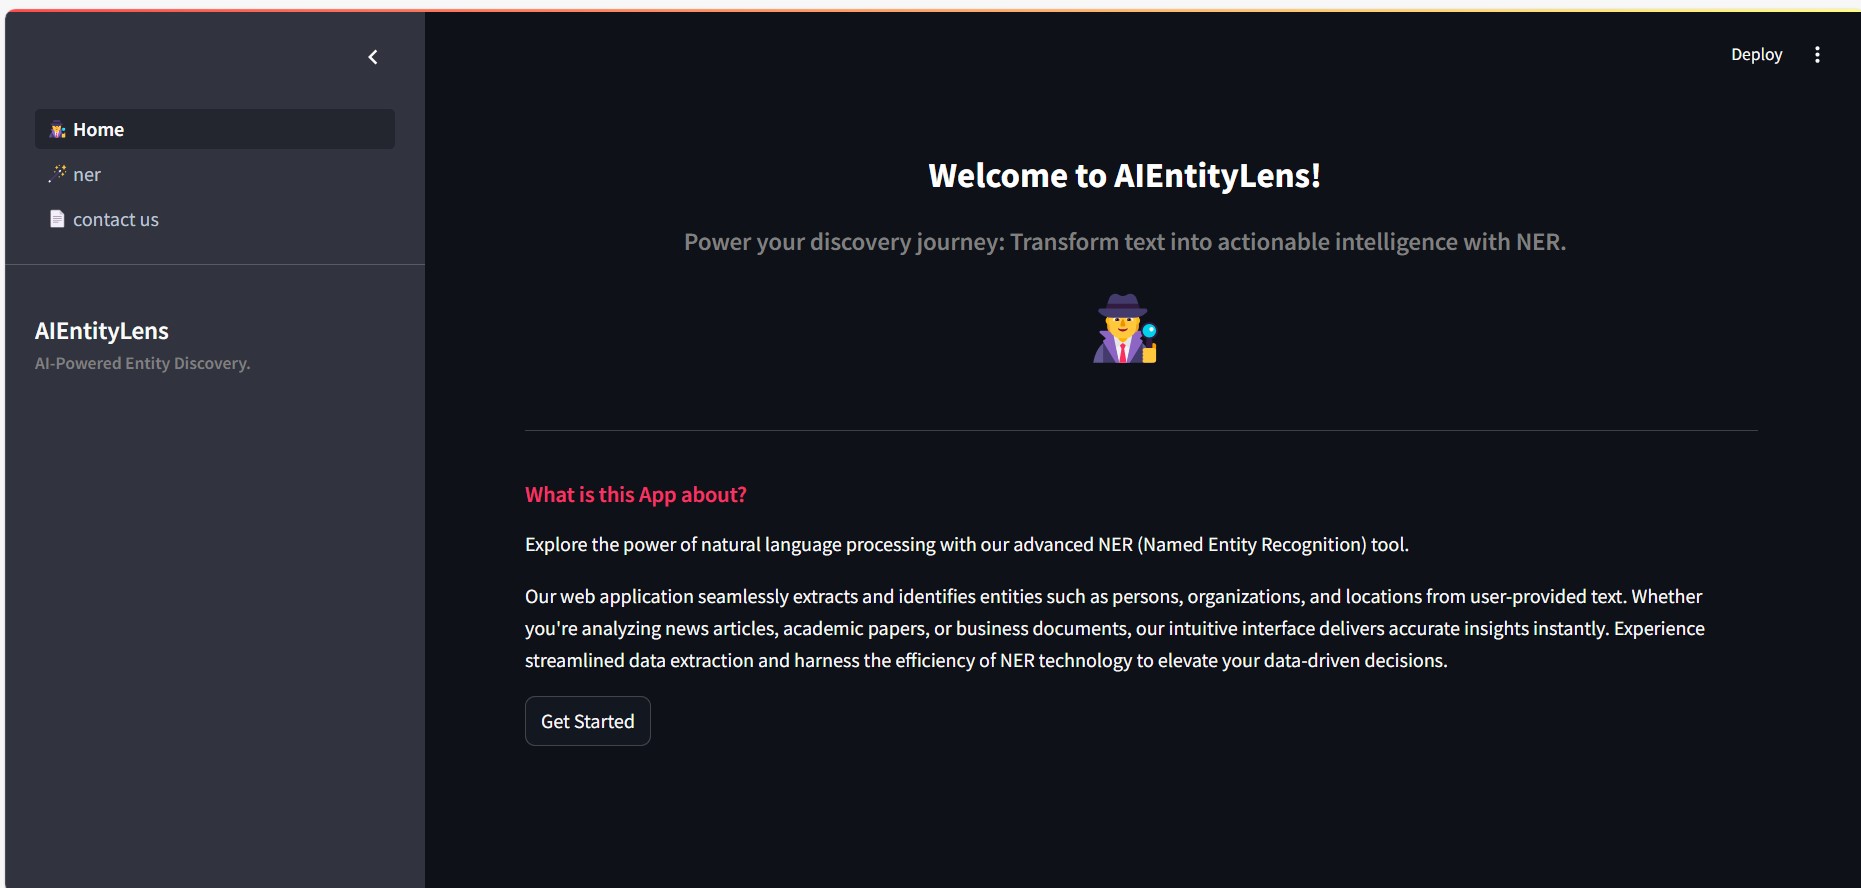 Deploy
Home
ner
contact us
AIEntityLens
AI-Powered Entity Discovery.
Welcome to AIEntityLens!
Power your discovery journey: Transform text into actionable intelligence with NER.
What is this App about?
Explore the power of natural language processing with our advanced NER (Named Entity Recognition) tool.
Our web application seamlessly extracts and identifies entities such as persons, organizations, and locations from user-provided text. Whether
you're analyzing news articles, academic papers, or business documents, our intuitive interface delivers accurate insights instantly. Experience
streamlined data extraction and harness the efficiency of NER technology to elevate your data-driven decisions.
Get Started